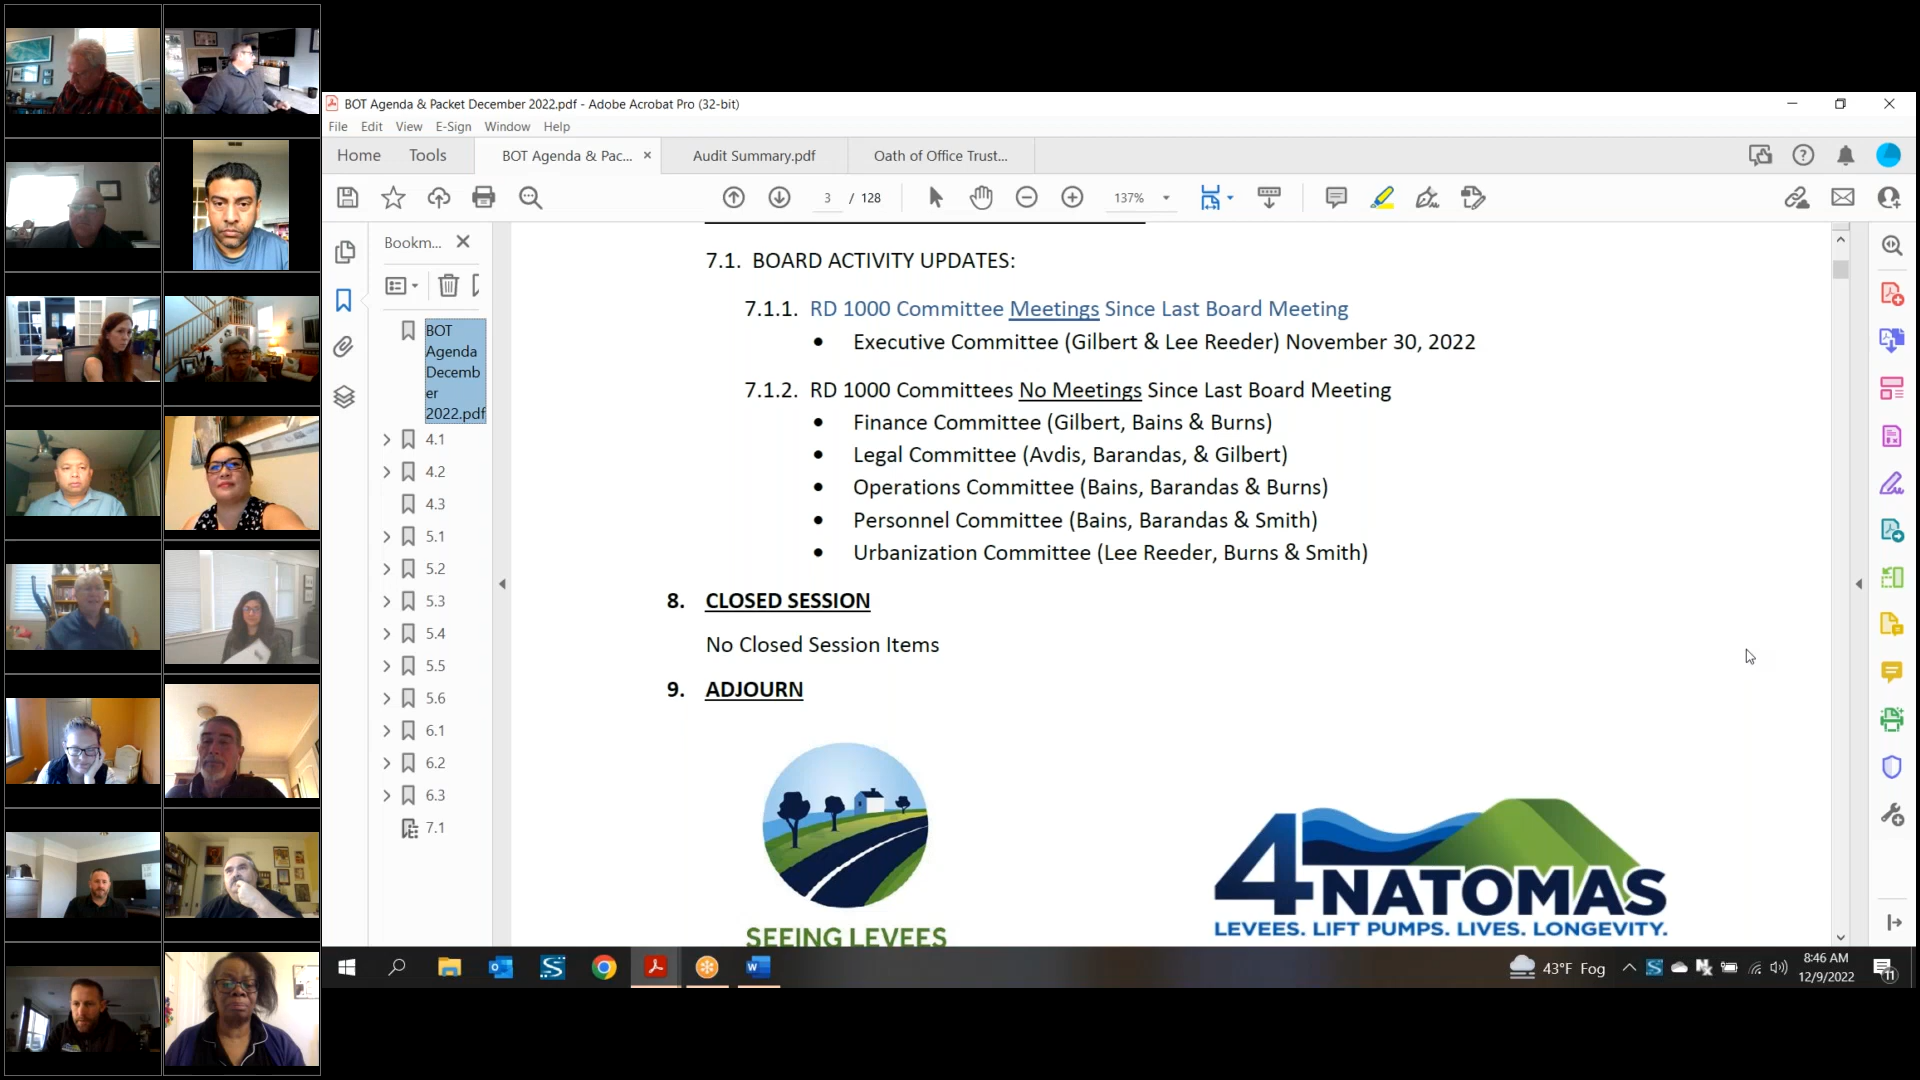 BOT Agenda & Packet December 2022.pdf - Adobe Acrobat Pro (32-bit)
File Edit View E-Sign Window Help
Home Tools BOT Agenda & Pac... Audit Summary.pdf Oath of Office Trust...
3 / 128 137%
Bookm...
BOT
Agenda
Decemb
er
2022.pdf
4.1
4.2
4.3
5.1
5.2
5.3
5.4
5.5
5.6
6.1
6.2
6.3
7.1
7.1. BOARD ACTIVITY UPDATES:
7.1.1. RD 1000 Committee Meetings Since Last Board Meeting
• Executive Committee (Gilbert & Lee Reeder) November 30, 2022
7.1.2. RD 1000 Committees No Meetings Since Last Board Meeting
• Finance Committee (Gilbert, Bains & Burns)
• Legal Committee (Avdis, Barandas, & Gilbert)
• Operations Committee (Bains, Barandas & Burns)
• Personnel Committee (Bains, Barandas & Smith)
• Urbanization Committee (Lee Reeder, Burns & Smith)
8. CLOSED SESSION
No Closed Session Items
9. ADJOURN
SEEING LEVEES
4NATOMAS
LEVEES. LIFT PUMPS. LIVES. LONGEVITY.
43°F Fog
8:46 AM
12/9/2022
11